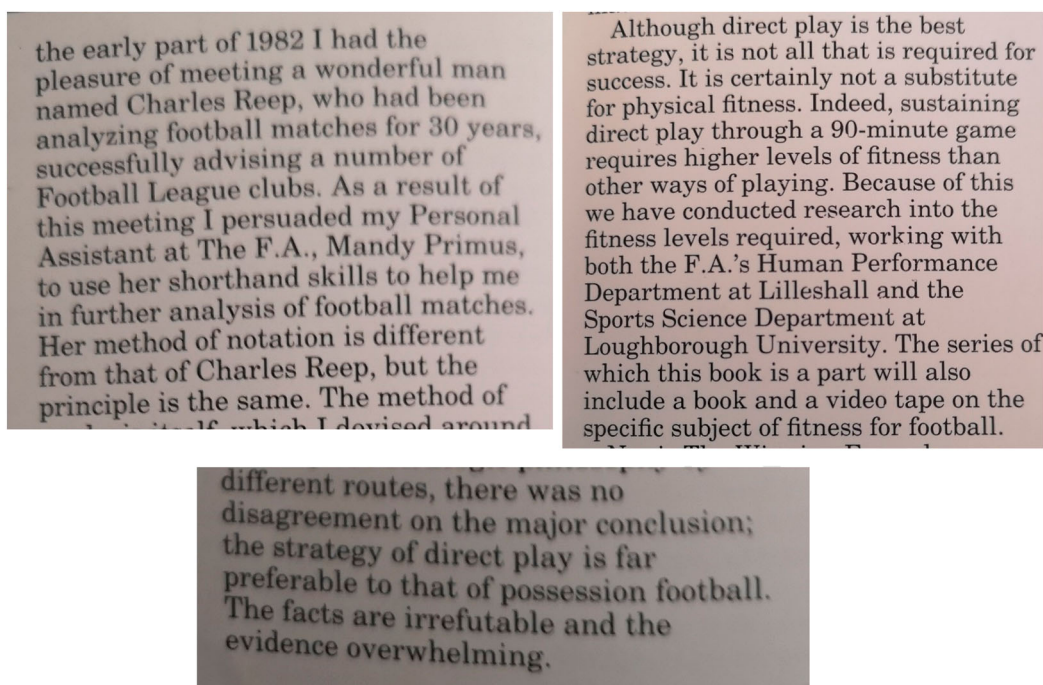 the early part of 1982 I had the
pleasure of meeting a wonderful man
named Charles Reep, who had been
analyzing football matches for 30 years,
successfully advising a number of
Football League clubs. As a result of
this meeting I persuaded my Personal
Assistant at The F.A., Mandy Primus,
to use her shorthand skills to help me
in further analysis of football matches.
Her method of notation is different
from that of Charles Reep, but the
principle is the same. The method of
itself, which I devised around
Although direct play is the best
strategy, it is not all that is required for
success. It is certainly not a substitute
for physical fitness. Indeed, sustaining
direct play through a 90-minute game
requires higher levels of fitness than
other ways of playing. Because of this
we have conducted research into the
fitness levels required, working with
both the F.A.'s Human Performance
Department at Lilleshall and the
Sports Science Department at
Loughborough University. The series of
which this book is a part will also
include a book and a video tape on the
specific subject of fitness for football.
different routes, there was no
disagreement on the major conclusion;
the strategy of direct play is far
preferable to that of possession football.
The facts are irrefutable and the
evidence overwhelming.